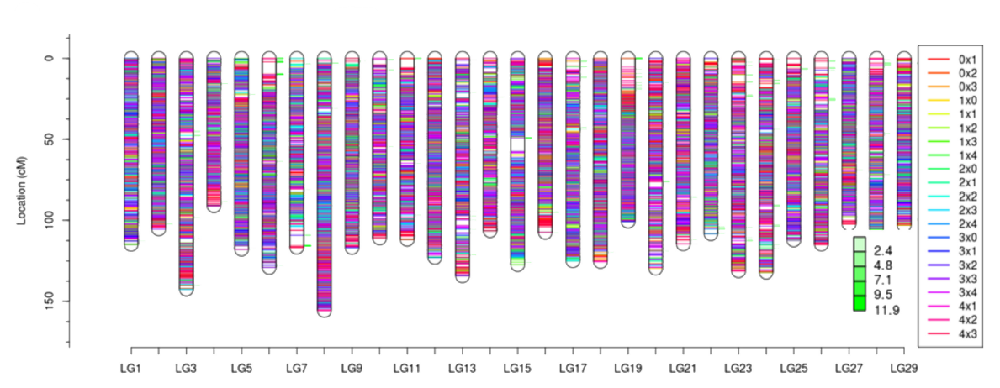 Location (cM)
0
50
100
150
LG1 LG3 LG5 LG7 LG9 LG11 LG13 LG15 LG17 LG19 LG21 LG23 LG25 LG27 LG29
2.4
4.8
7.1
9.5
11.9
0x1
0x2
0x3
1x0
1x1
1x2
1x3
1x4
2x0
2x1
2x2
2x3
2x4
3x0
3x1
3x2
3x3
3x4
4x1
4x2
4x3